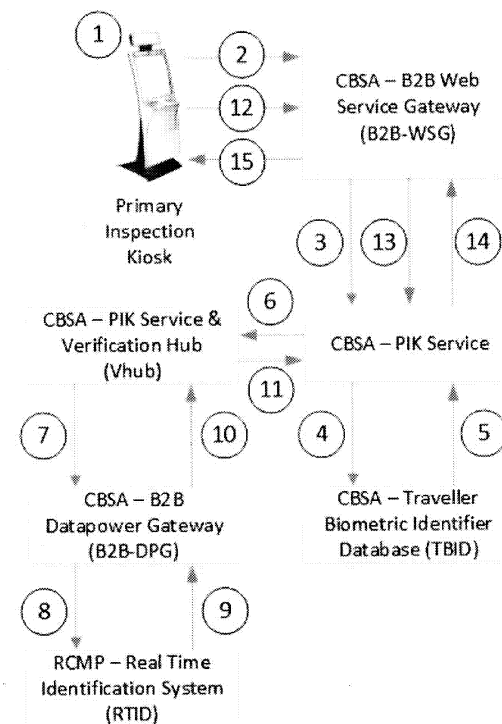 1
2
12
15
CBSA – B2B Web
Service Gateway
(B2B-WSG)
Primary
Inspection
Kiosk
3
13
14
6
CBSA – PIK Service &
Verification Hub
(Vhub)
CBSA – PIK Service
11
7
10
4
5
CBSA – B2B
Datapower Gateway
(B2B-DPG)
CBSA – Traveller
Biometric Identifier
Database (TBID)
8
9
RCMP – Real Time
Identification System
(RTID)